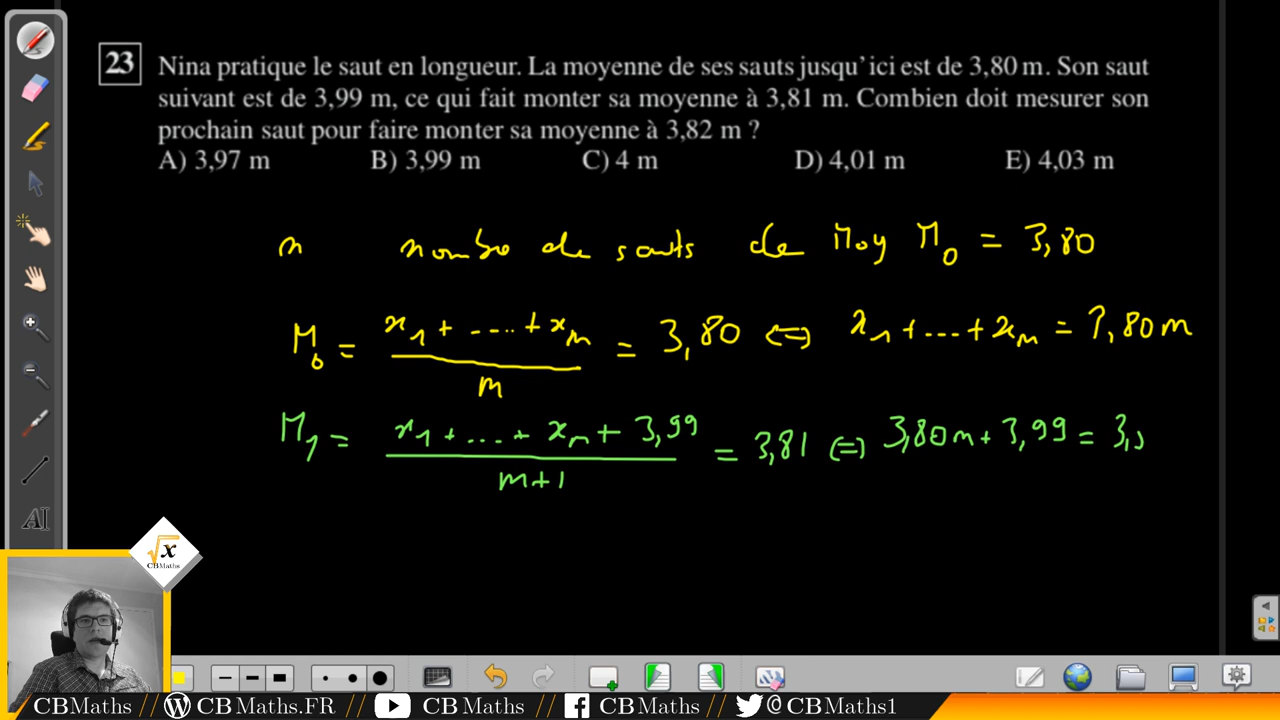 23 Nina pratique le saut en longueur. La moyenne de ses sauts jusqu'ici est de 3,80 m. Son saut
suivant est de 3,99 m, ce qui fait monter sa moyenne à 3,81 m. Combien doit mesurer son
prochain saut pour faire monter sa moyenne à 3,82 m ?
A) 3,97 m B) 3,99 m C) 4 m D) 4,01 m E) 4,03 m
n nombre de sauts de Moy M₀ = 3,80
M₀ = (x₁ + ..... + xₙ)/n = 3,80 ⇔ x₁ + .... + xₙ = 3,80n
M₁ = (x₁ + .... + xₙ + 3,99)/(n+1) = 3,81 ⇔ 3,80n + 3,99 = 3,
AI
√x
CBMaths
CBMaths CBMaths.FR CBMaths CBMaths @CBMaths1